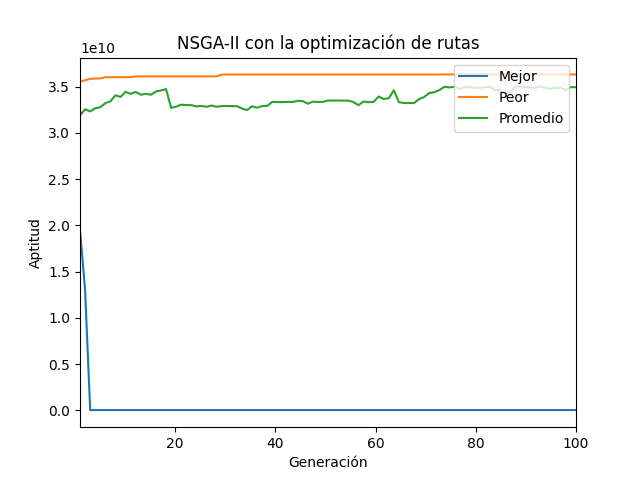 NSGA-II con la optimización de rutas
1e10
Mejor
Peor
Promedio
3.5
3.0
2.5
2.0
1.5
1.0
0.5
0.0
Aptitud
20
40
60
80
100
Generación